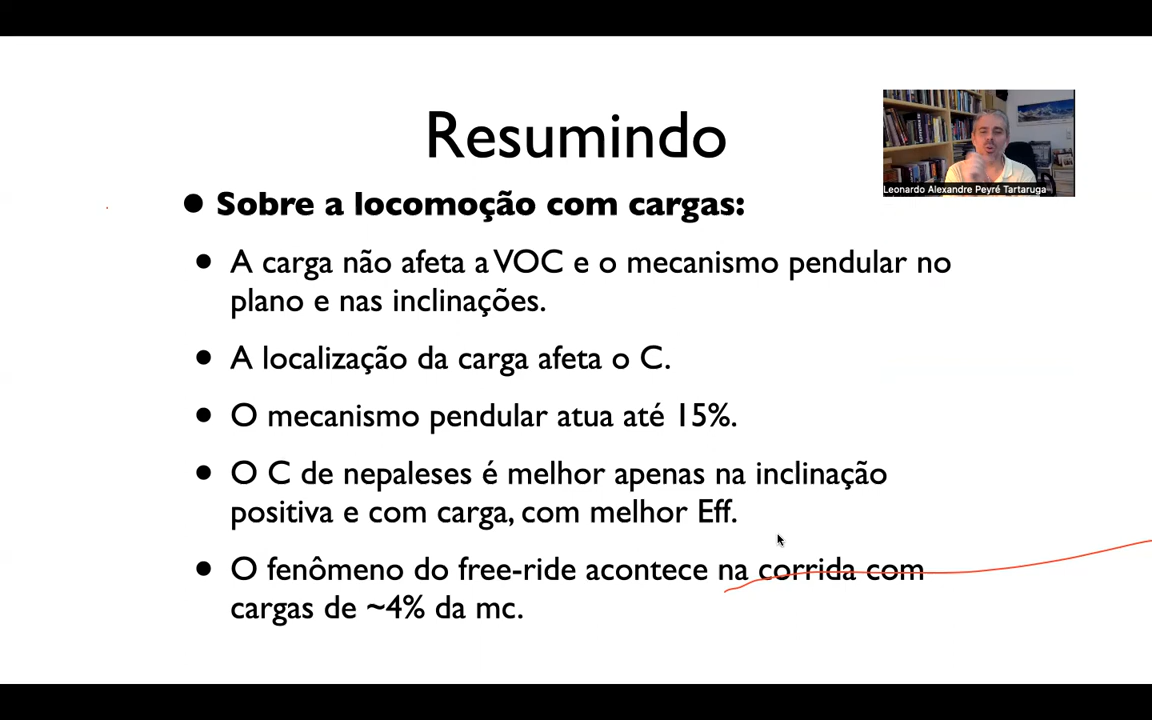 Resumindo
Leonardo Alexandre Peyré Tartaruga
● Sobre a locomoção com cargas:
● A carga não afeta a VOC e o mecanismo pendular no
plano e nas inclinações.
● A localização da carga afeta o C.
● O mecanismo pendular atua até 15%.
● O C de nepaleses é melhor apenas na inclinação
positiva e com carga, com melhor Eff.
● O fenômeno do free-ride acontece na corrida com
cargas de ~4% da mc.